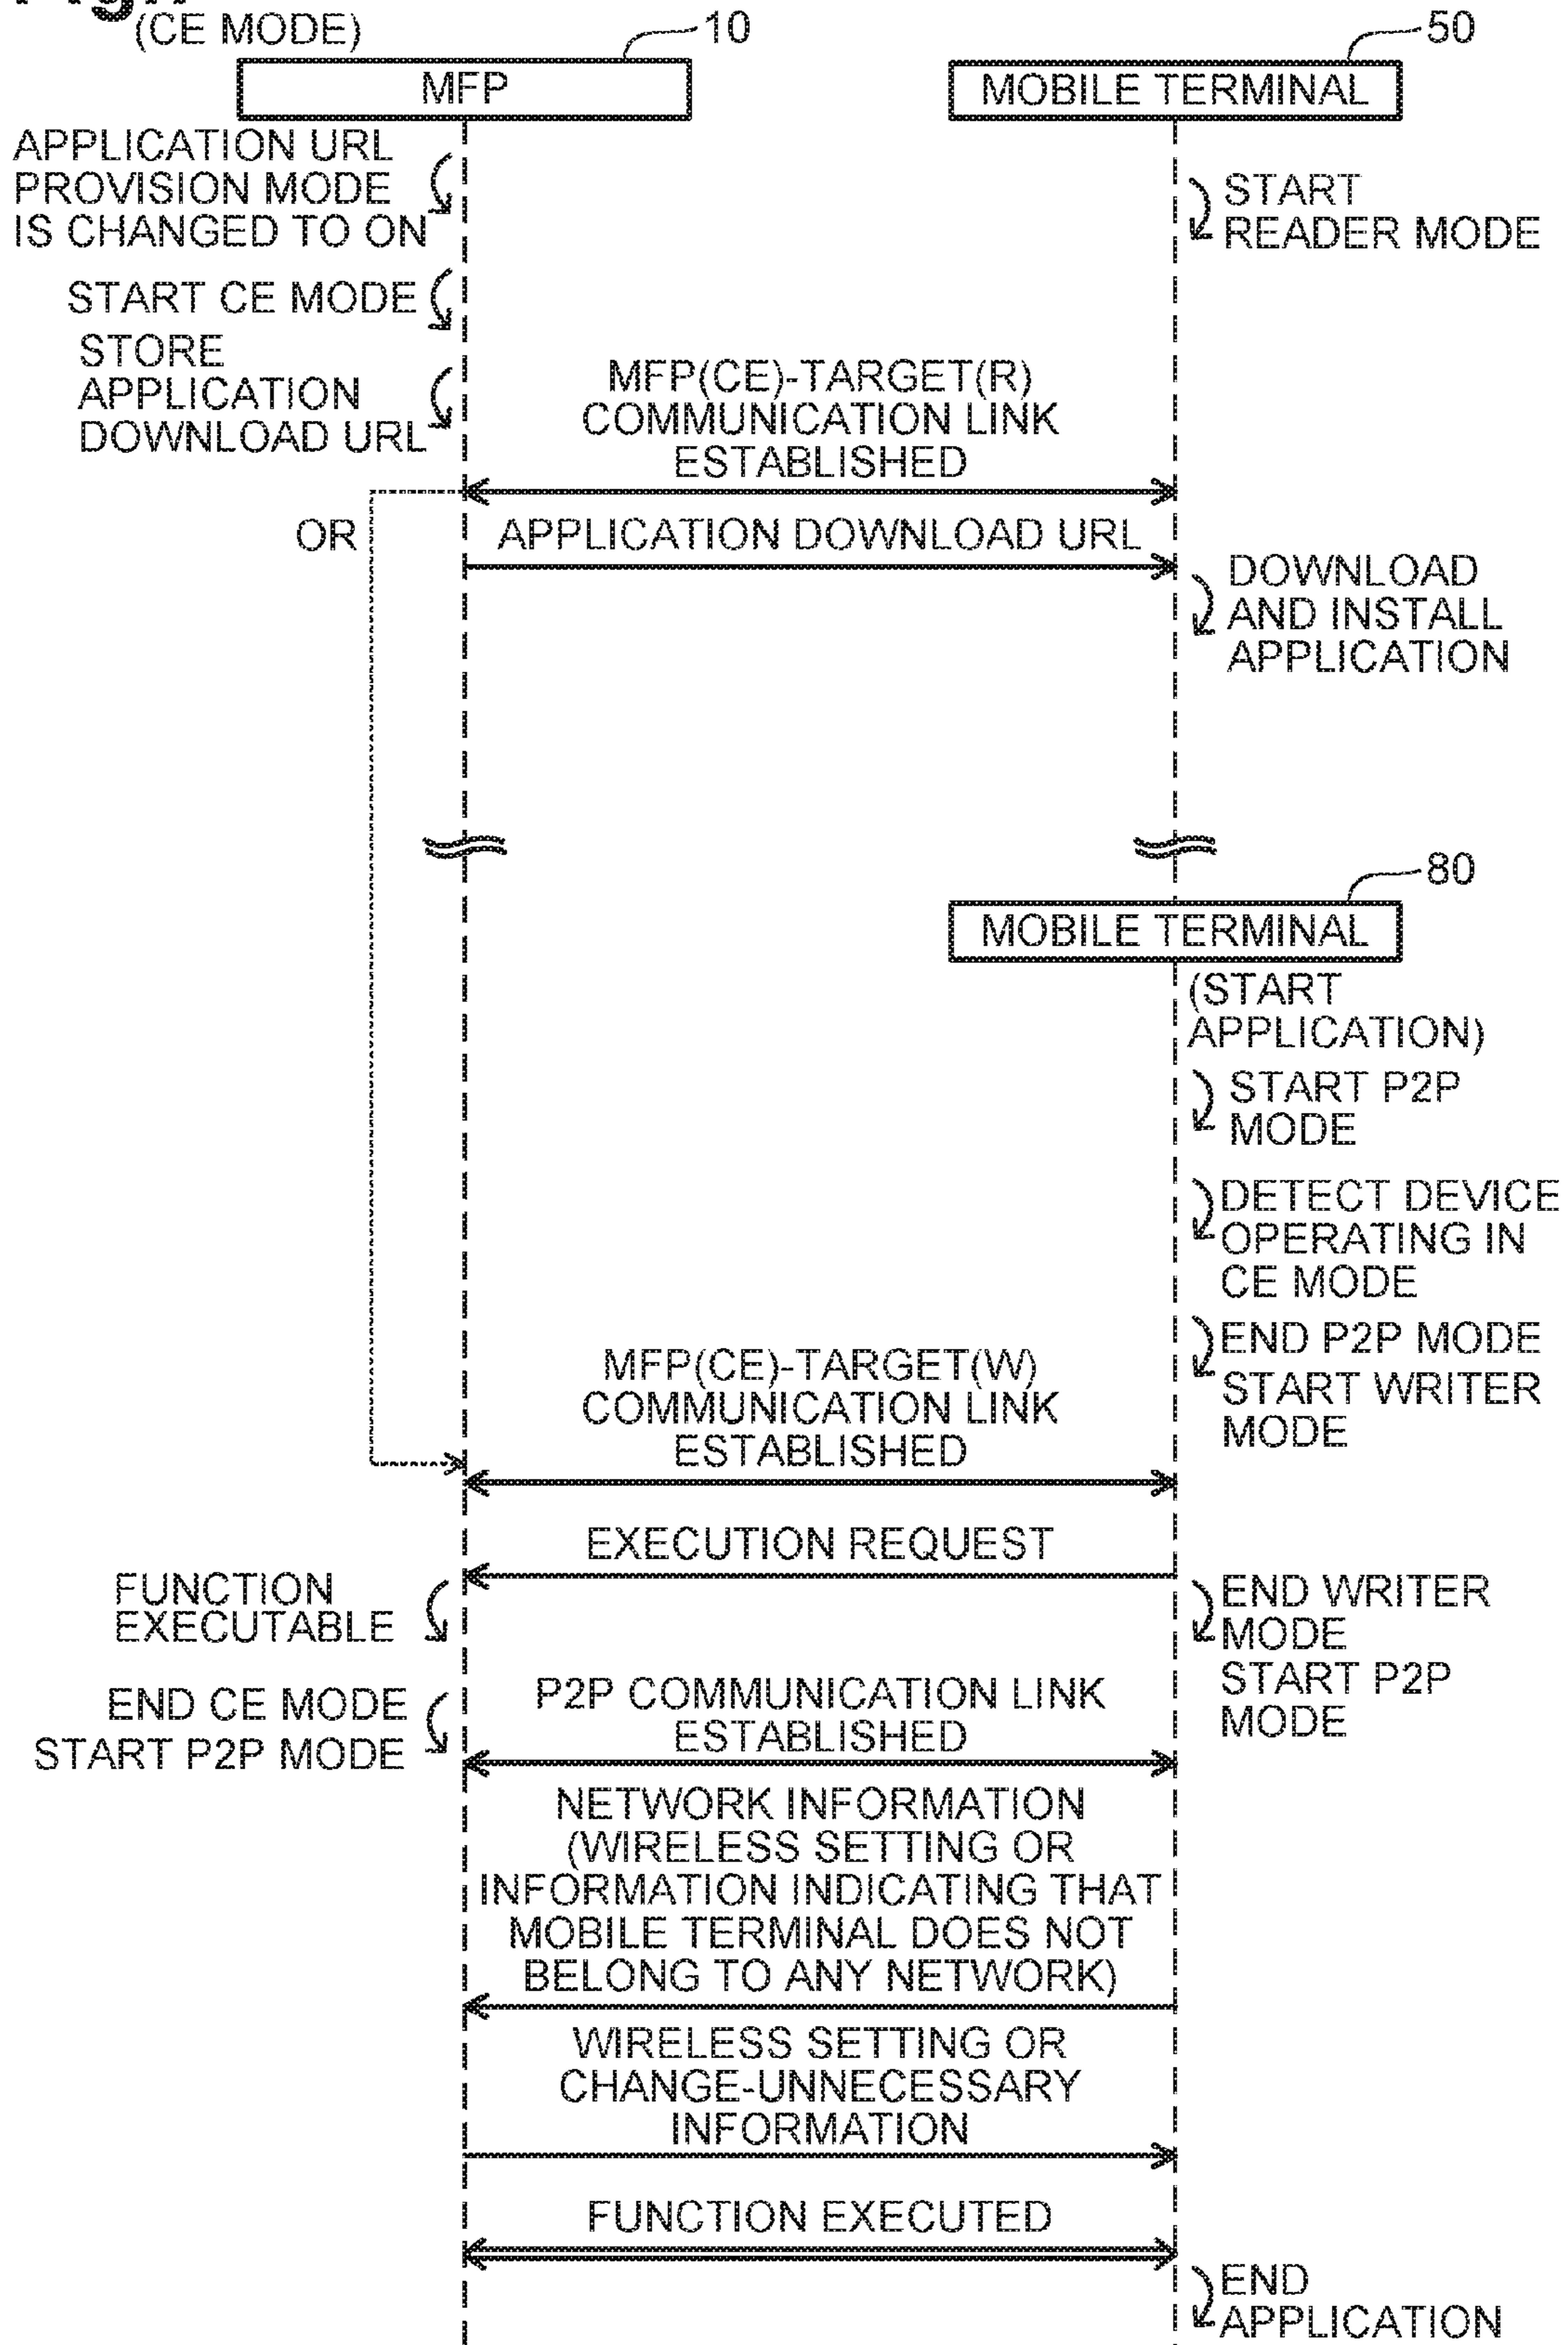 (CE MODE)
10
50
MFP
MOBILE TERMINAL
APPLICATION URL
PROVISION MODE
IS CHANGED TO ON
START
READER MODE
START CE MODE
STORE
APPLICATION
DOWNLOAD URL
MFP(CE)-TARGET(R)
COMMUNICATION LINK
ESTABLISHED
OR
APPLICATION DOWNLOAD URL
DOWNLOAD
AND INSTALL
APPLICATION
80
MOBILE TERMINAL
(START
APPLICATION)
START P2P
MODE
DETECT DEVICE
OPERATING IN
CE MODE
END P2P MODE
START WRITER
MODE
MFP(CE)-TARGET(W)
COMMUNICATION LINK
ESTABLISHED
EXECUTION REQUEST
FUNCTION
EXECUTABLE
END WRITER
MODE
START P2P
MODE
END CE MODE
START P2P MODE
P2P COMMUNICATION LINK
ESTABLISHED
NETWORK INFORMATION
(WIRELESS SETTING OR
INFORMATION INDICATING THAT
MOBILE TERMINAL DOES NOT
BELONG TO ANY NETWORK)
WIRELESS SETTING OR
CHANGE-UNNECESSARY
INFORMATION
FUNCTION EXECUTED
END
APPLICATION